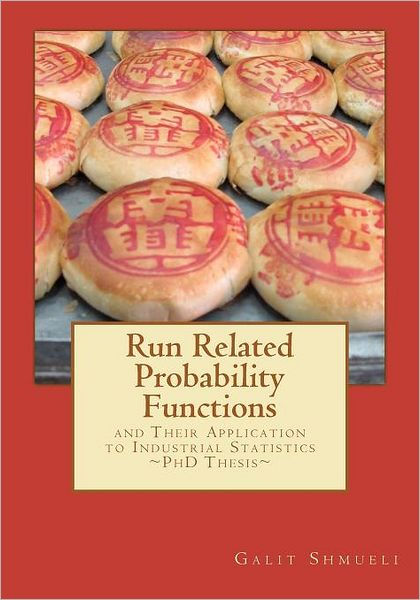 Run Related
Probability
Functions
and Their Application
to Industrial Statistics
~PhD Thesis~
Galit Shmueli